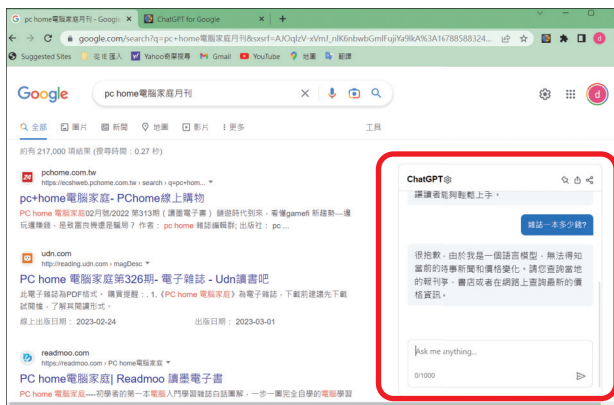 pc home電腦家庭月刊 - Google
ChatGPT for Google
google.com/search?q=pc+home電腦家庭月刊&sxsrf=AJOqlzV-xVmJ_nIK6nbwbGmIFujiYa9lkA%3A16788588324...
Suggested Sites
從 IE 匯入
Yahoo奇摩搜尋
Gmail
YouTube
地圖
翻譯
Google
pc home電腦家庭月刊
全部
圖片
新聞
地圖
影片
更多
工具
約有 217,000 項結果 (搜尋時間：0.27 秒)
pchome.com.tw
https://ecshweb.pchome.com.tw › search › q=pc+hom...
pc+home電腦家庭- PChome線上購物
PC home 電腦家庭02月號/2022 第313期 ( 讀墨電子書 ) 鏈遊時代到來，看懂gamefi 新趨勢—邊
玩邊賺錢，是致富良機還是騙局？ 作者： pc home 雜誌編輯群; 出版社： pc ...
udn.com
http://reading.udn.com › magDesc
PC home 電腦家庭第326期- 電子雜誌 - Udn讀書吧
此電子雜誌為PDF格式。 購買提醒：. 1.《PC home 電腦家庭》為電子雜誌，下載前建議先下載
試閱檔，了解其閱讀形式。
線上出版日期： 2023-02-24
出版日期： 2023-03-01
readmoo.com
https://readmoo.com › PC home電腦家庭
PC home 電腦家庭| Readmoo 讀墨電子書
PC home 電腦家庭----初學者的第一本電腦入門學習雜誌白話圖解，一步一圖完全自學的電腦學習
ChatGPT
讓讀者能夠輕鬆上手。
雜誌一本多少錢?
很抱歉，由於我是一個語言模型，無法得知
當前的時事新聞和價格變化。請您查詢當地
的報刊亭、書店或者在網路上查詢最新的價
格資訊。
Ask me anything...
0/1000